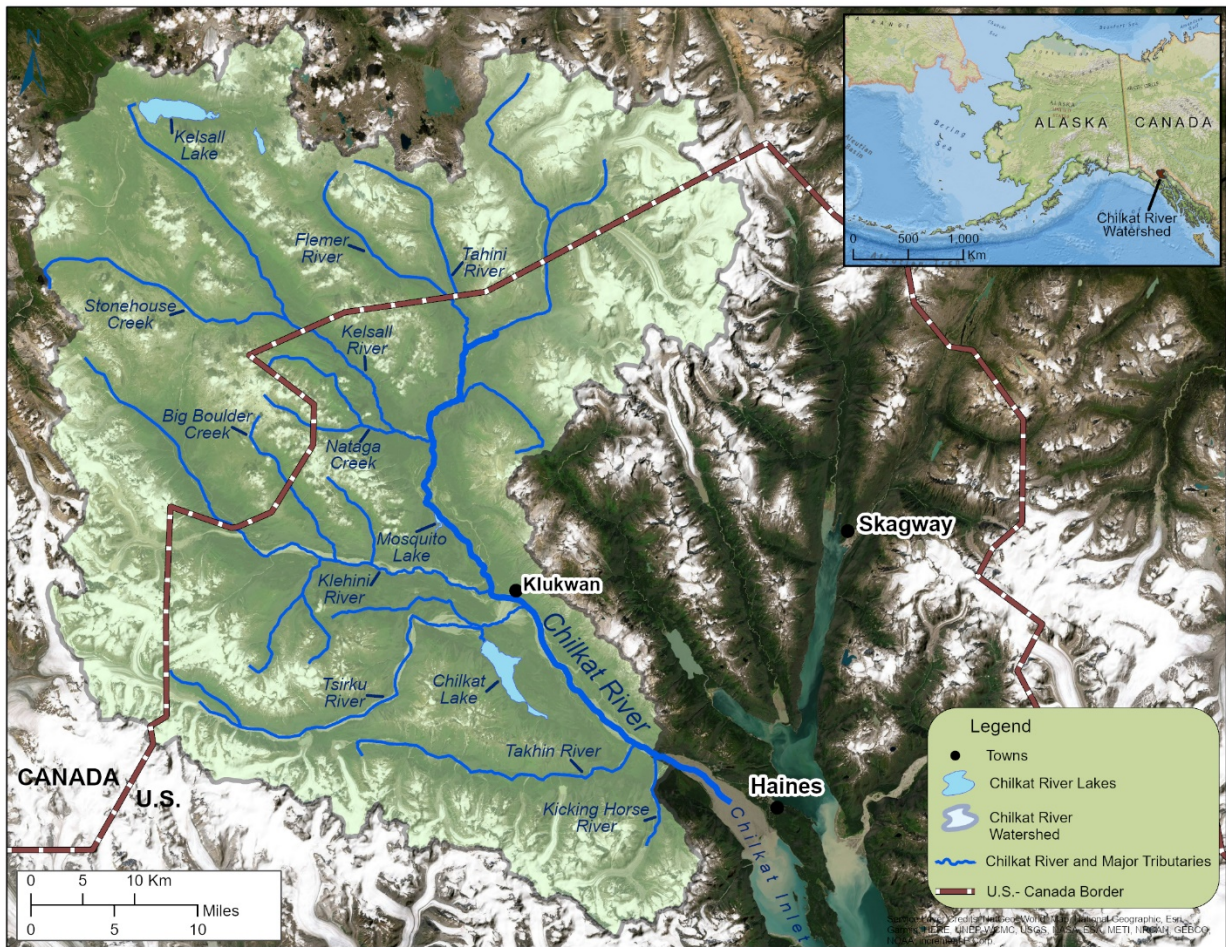 N
Kelsall
Lake
Flemer
River
Tahini
River
Stonehouse
Creek
Kelsall
River
Big Boulder
Creek
Nataga
Creek
Mosquito
Lake
Klehini
River
Klukwan
Skagway
Chilkat River
Tsirku
River
Chilkat
Lake
Takhin River
Kicking Horse
River
Haines
Chilkat Inlet
CANADA
U.S.
0 5 10 Km
0 5 10 Miles
Bering
Sea
ALASKA
CANADA
Chilkat River
Watershed
0 500 1,000
Km
Legend
Towns
Chilkat River Lakes
Chilkat River
Watershed
Chilkat River and Major Tributaries
U.S.- Canada Border